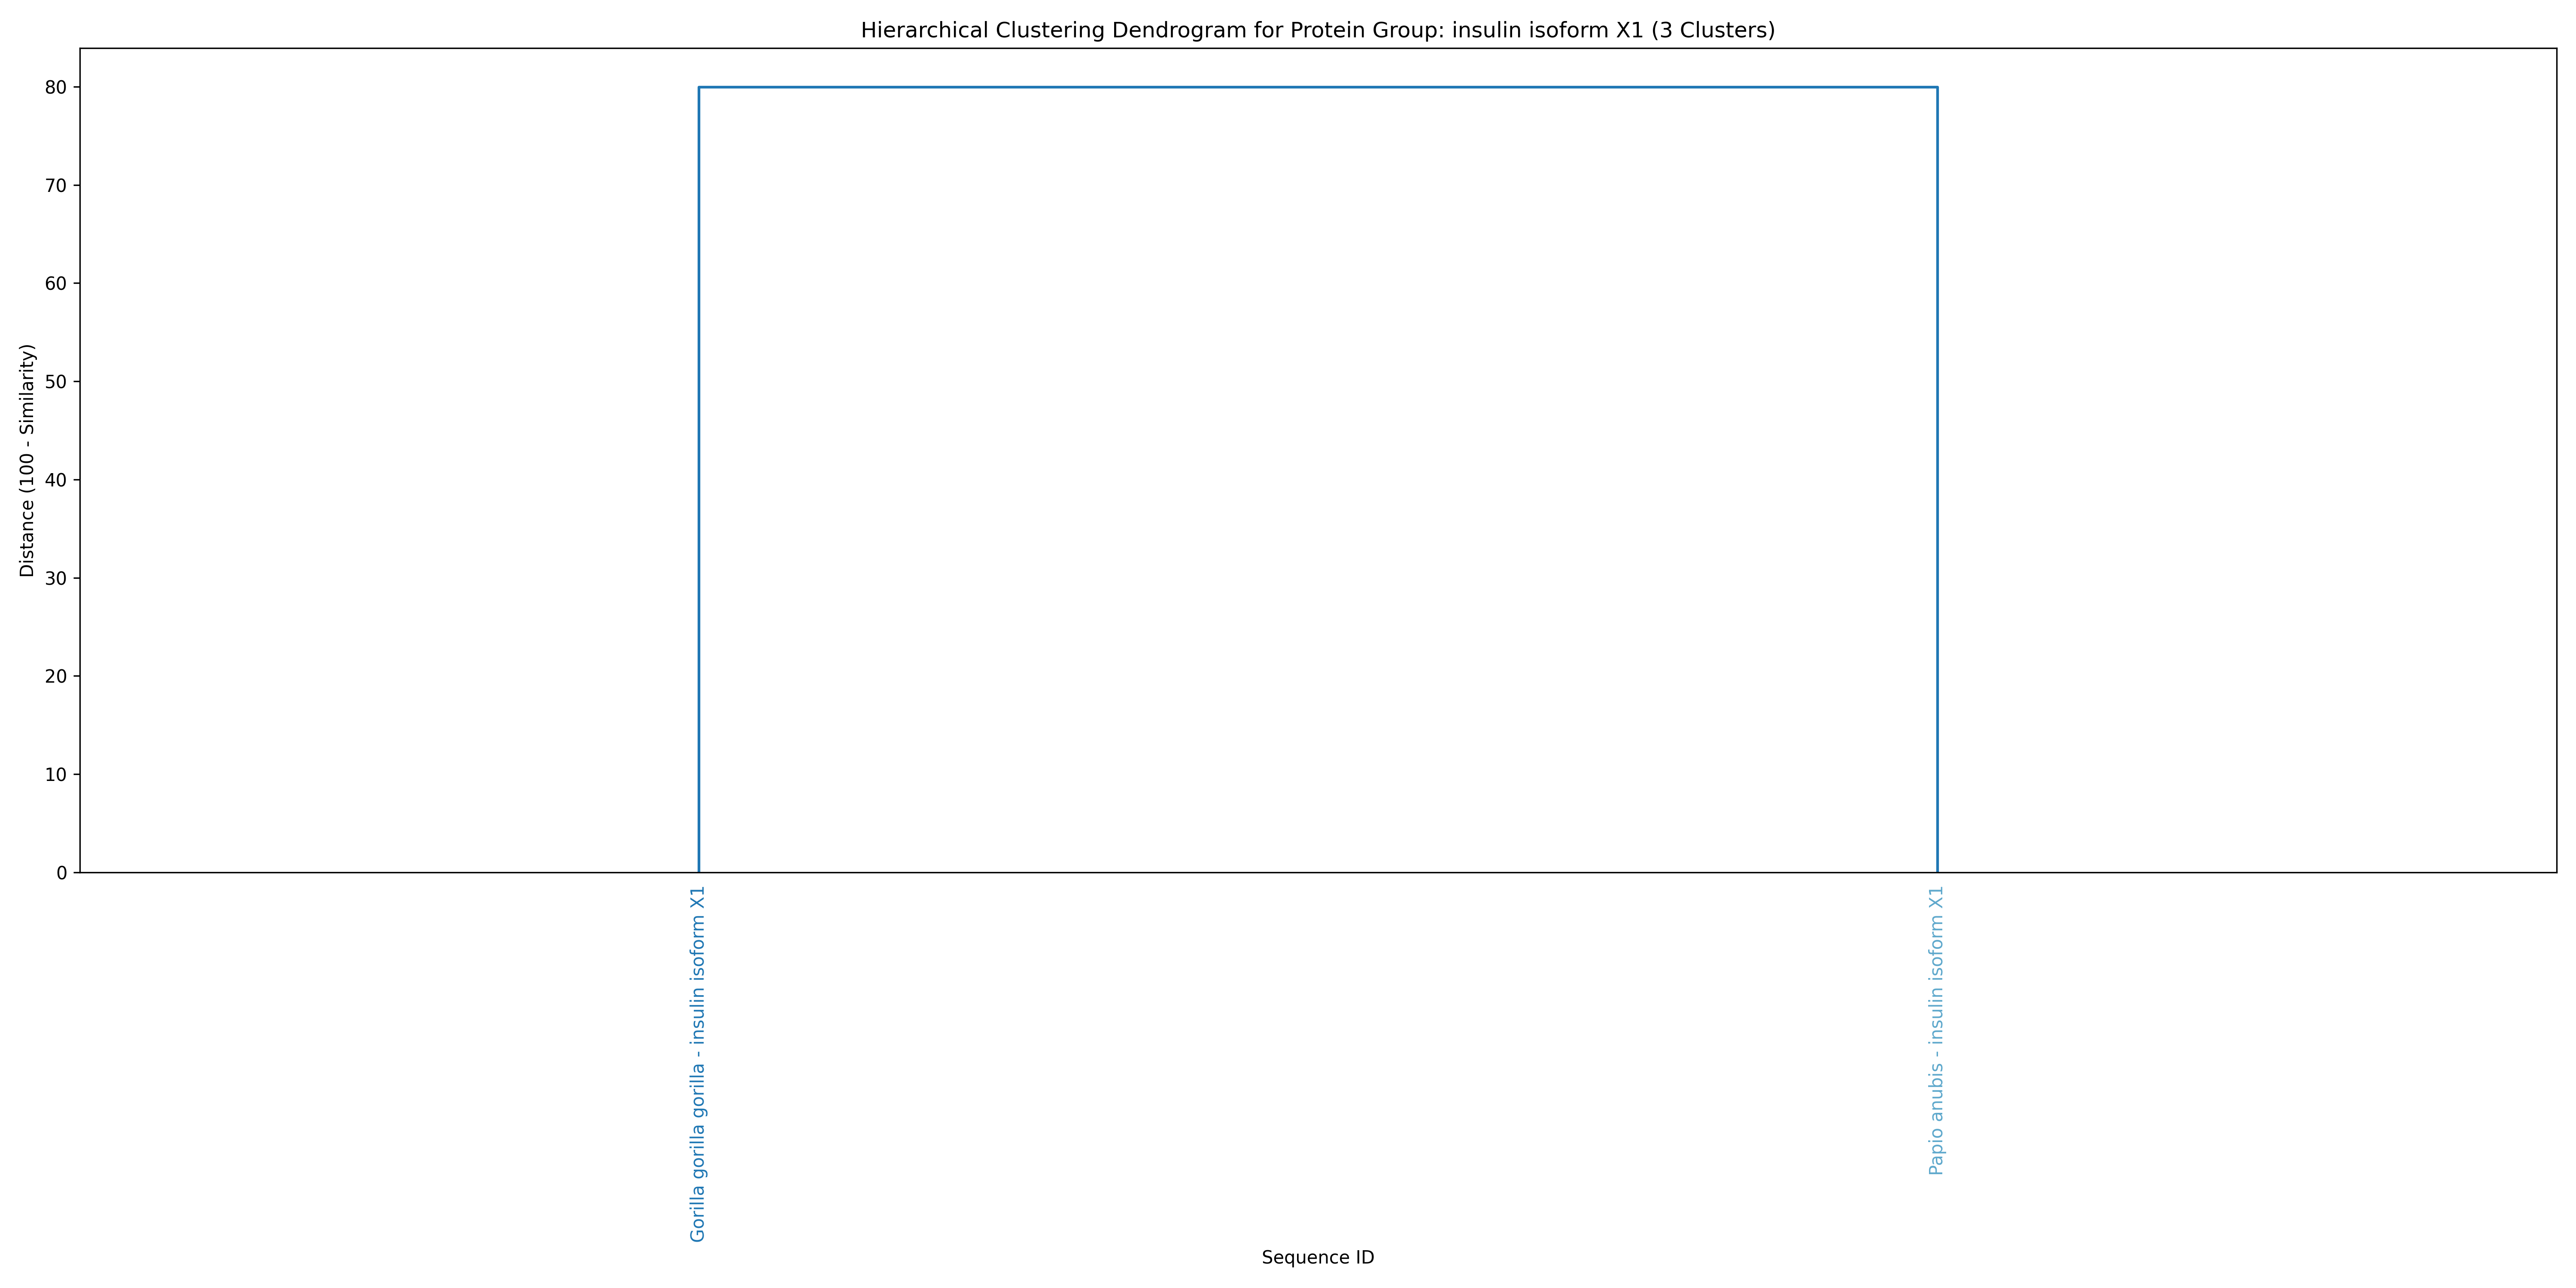 Hierarchical Clustering Dendrogram for Protein Group: insulin isoform X1 (3 Clusters)
Distance (100 - Similarity)
80
70
60
50
40
30
20
10
0
Gorilla gorilla gorilla - insulin isoform X1
Papio anubis - insulin isoform X1
Sequence ID